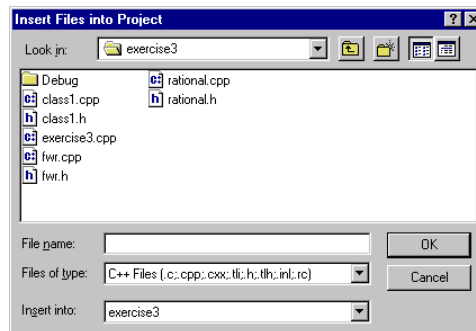 Insert Files into Project
Look in: exercise3
Debug
class1.cpp
class1.h
exercise3.cpp
fwr.cpp
fwr.h
rational.cpp
rational.h
File name:
OK
Files of type: C++ Files (.c;.cpp;.cxx;.tli;.h;.tlh;.inl;.rc)
Cancel
Insert into: exercise3